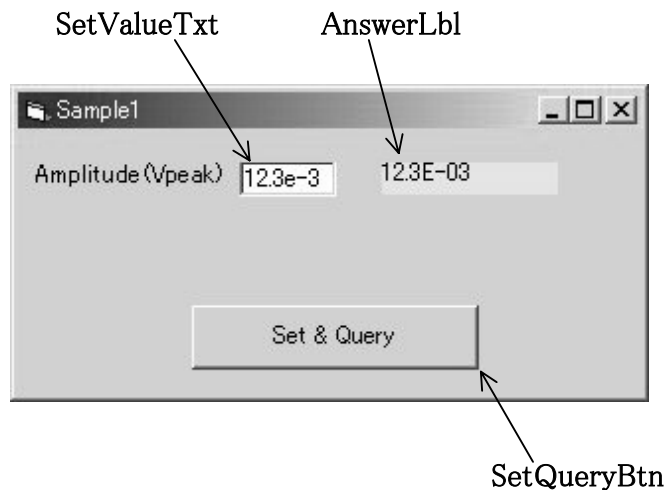 SetValueTxt AnswerLbl
Sample1
Amplitude(Vpeak) 12.3e-3 12.3E-03
Set & Query
SetQueryBtn